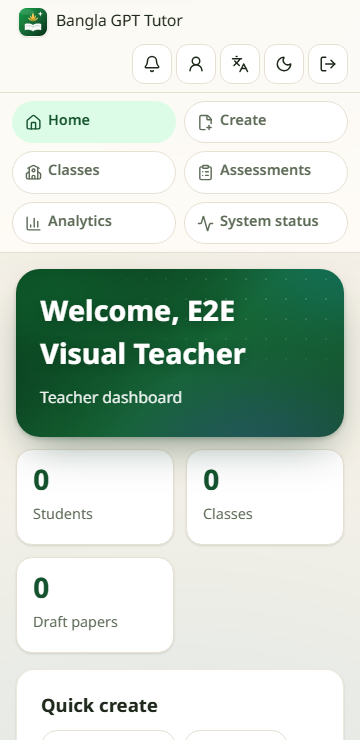 Bangla GPT Tutor
Home
Create
Classes
Assessments
Analytics
System status
Welcome, E2E
Visual Teacher
Teacher dashboard
0
Students
0
Classes
0
Draft papers
Quick create